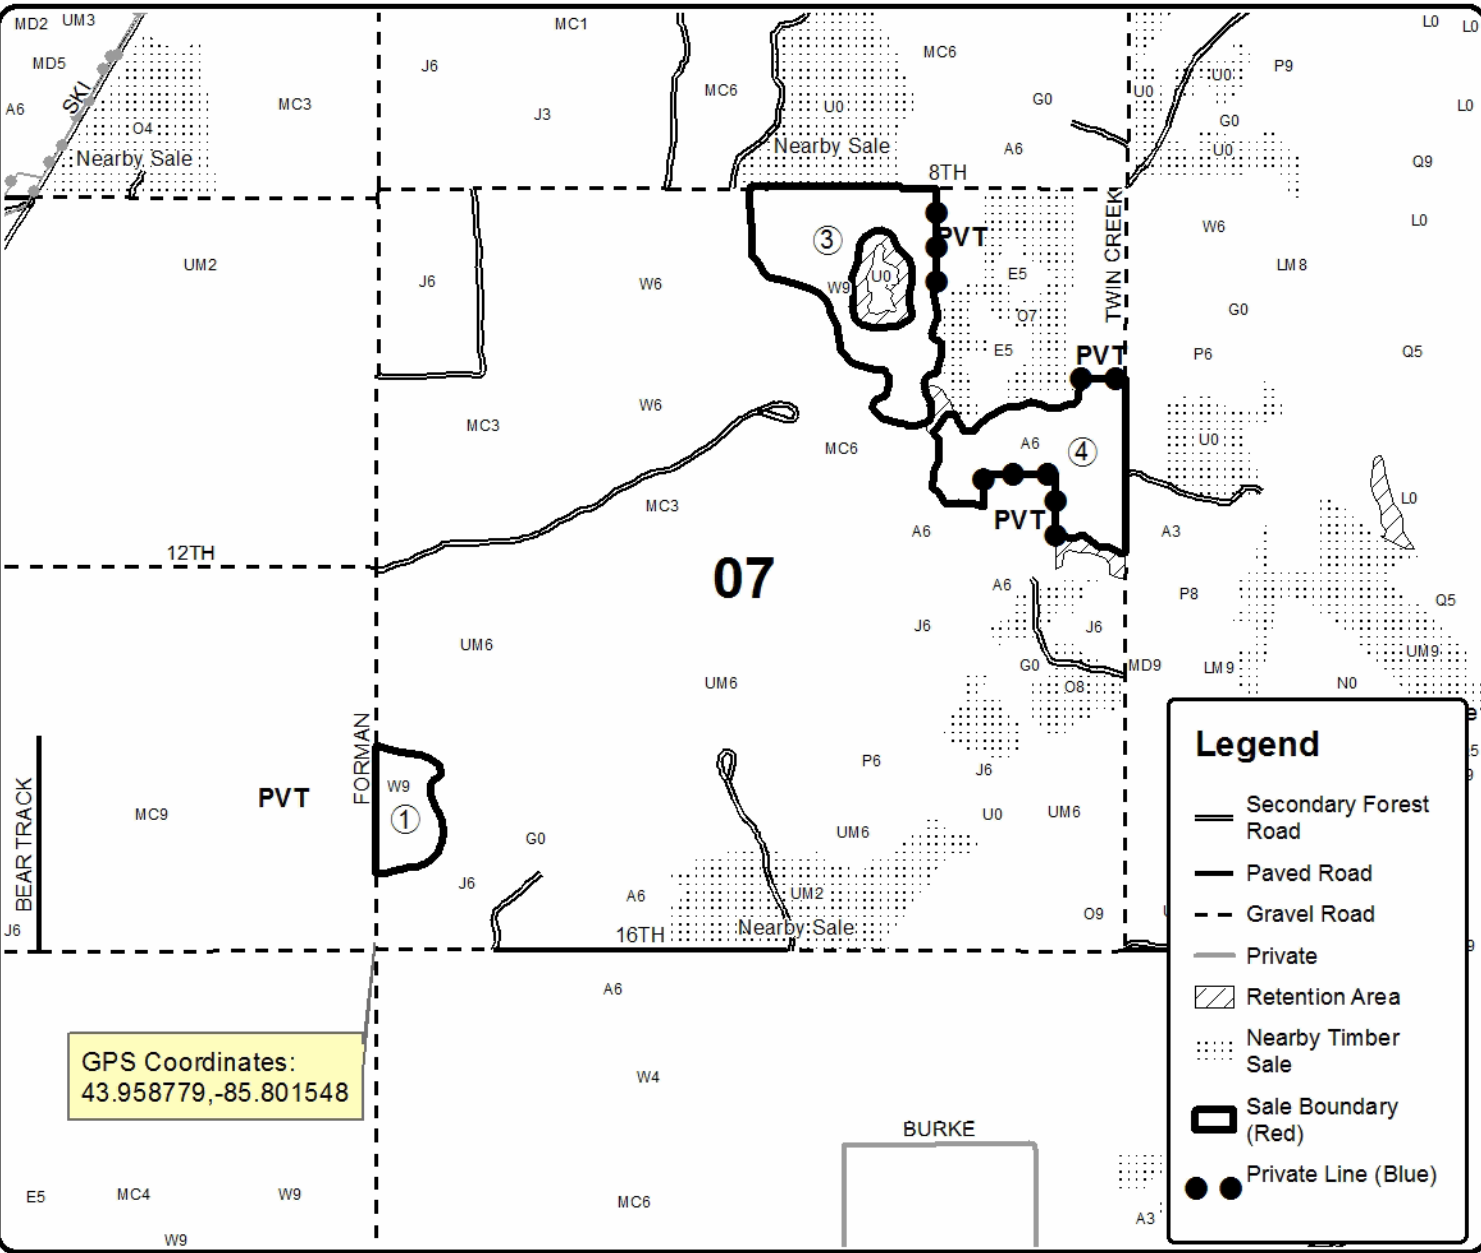 MD2 UM3 MC1 L0 L0
MD5 J6 MC6 U0 P9
A6 SKI MC3 MC6 G0 U0 L0
J3 U0 G0
O4
Nearby Sale
Nearby Sale A6 U0 Q9
8TH
TWIN CREEK
W6 L0
3 PVT
UM2 J6 W6 U0 E5 LM8
W9
O7 G0
E5 PVT P6 Q5
W6
MC3 MC6 A6 4 U0
MC3 PVT L0
A6 A3
12TH
07
A6 P8 Q5
J6 J6
UM6 G0 MD9 LM9 UM9
UM6 O8 N0
FORMAN
P6 J6
BEAR TRACK
PVT W9
MC9 1 U0 UM6
G0 UM6
J6 A6 UM2 O9
J6 16TH Nearby Sale
A6
GPS Coordinates:
43.958779,-85.801548
W4
BURKE
E5 MC4 W9 MC6 A3
W9
Legend
Secondary Forest
Road
Paved Road
Gravel Road
Private
Retention Area
Nearby Timber
Sale
Sale Boundary
(Red)
Private Line (Blue)